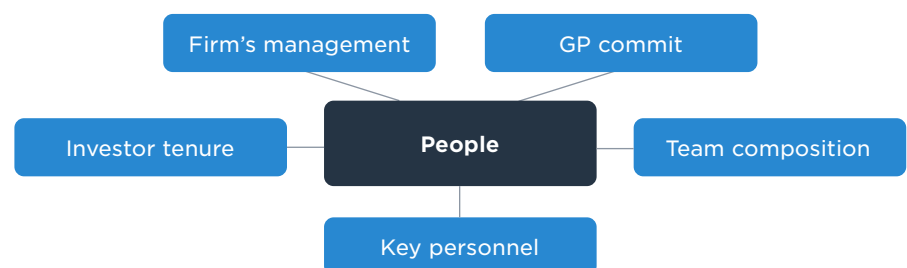 Firm's management
GP commit
Investor tenure
People
Team composition
Key personnel